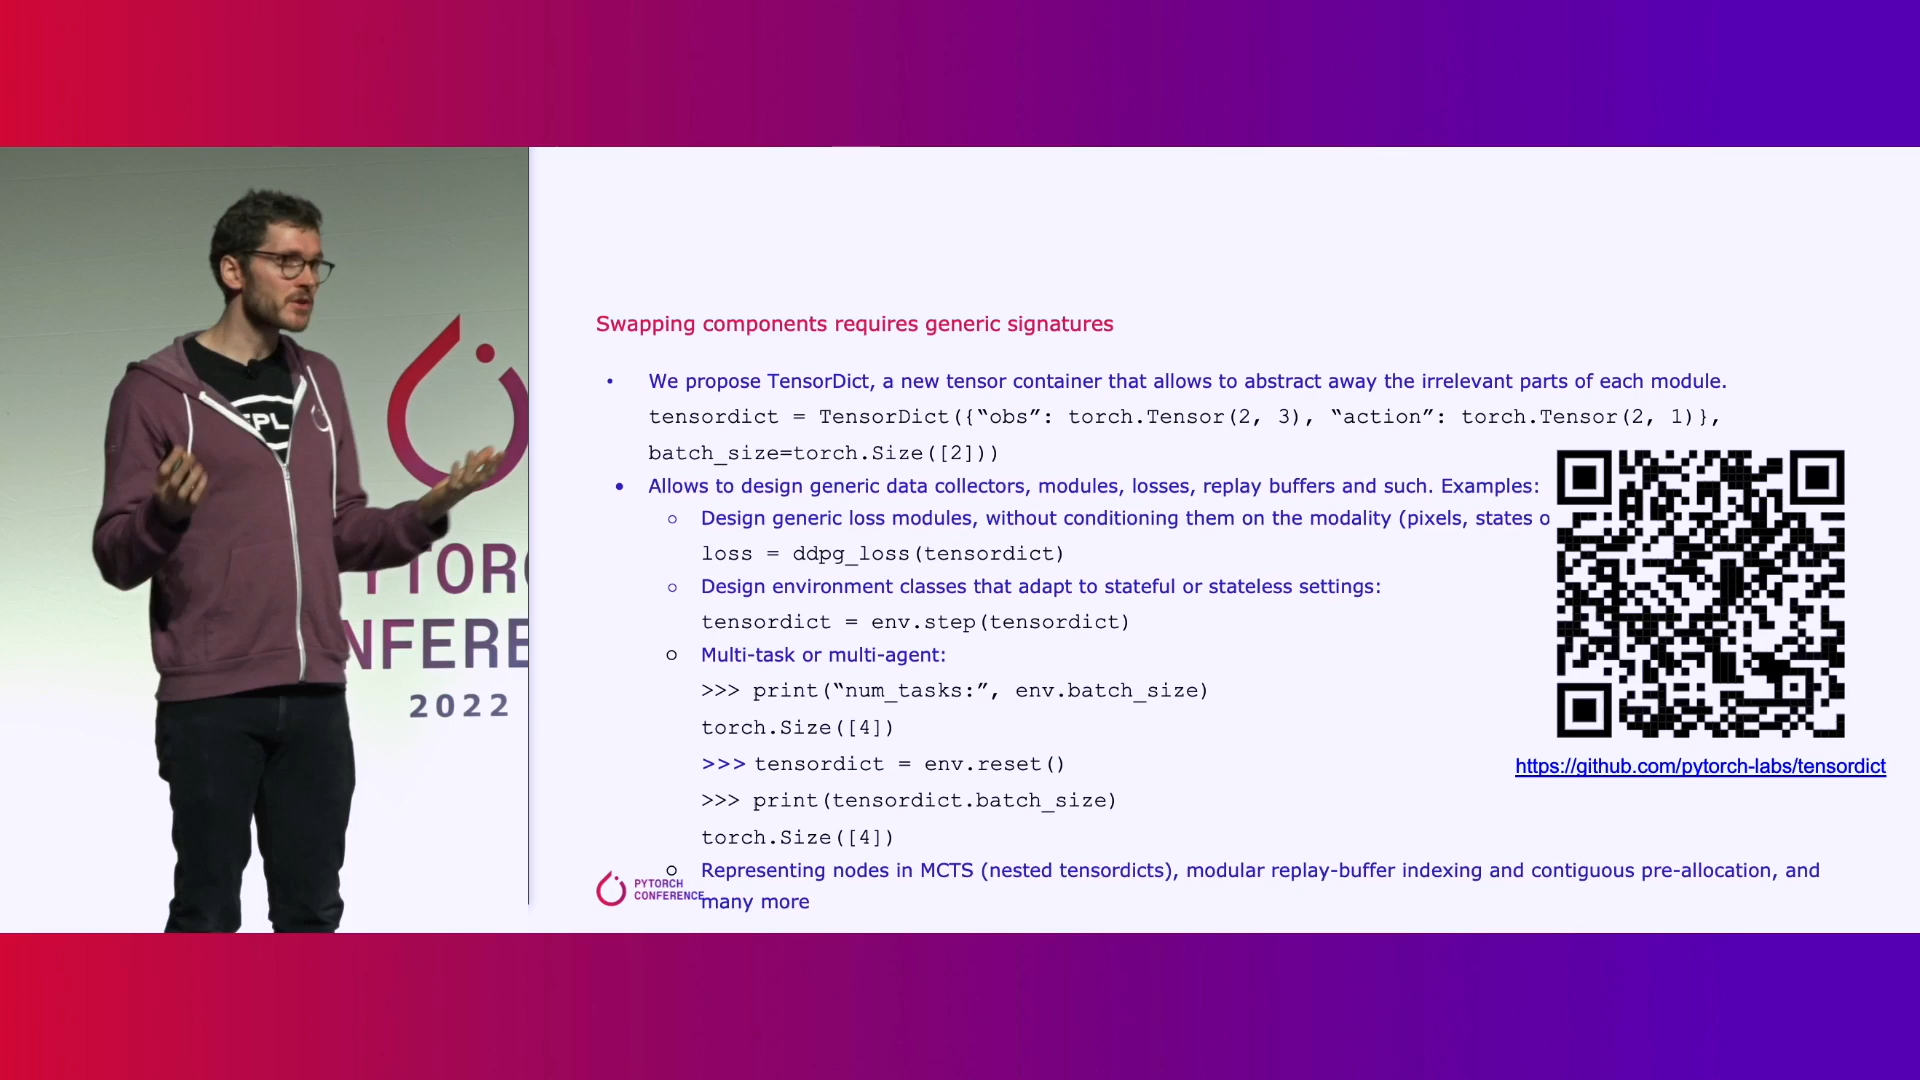 Swapping components requires generic signatures
• We propose TensorDict, a new tensor container that allows to abstract away the irrelevant parts of each module.
tensordict = TensorDict({“obs”: torch.Tensor(2, 3), “action”: torch.Tensor(2, 1)},
batch_size=torch.Size([2]))
• Allows to design generic data collectors, modules, losses, replay buffers and such. Examples:
○ Design generic loss modules, without conditioning them on the modality (pixels, states o
loss = ddpg_loss(tensordict)
○ Design environment classes that adapt to stateful or stateless settings:
tensordict = env.step(tensordict)
○ Multi-task or multi-agent:
>>> print(“num_tasks:”, env.batch_size)
torch.Size([4])
>>> tensordict = env.reset()
>>> print(tensordict.batch_size)
torch.Size([4])
○ Representing nodes in MCTS (nested tensordicts), modular replay-buffer indexing and contiguous pre-allocation, and
many more
https://github.com/pytorch-labs/tensordict
PYTORCH
CONFERENCE
PL
YTOR
NFERE
2022